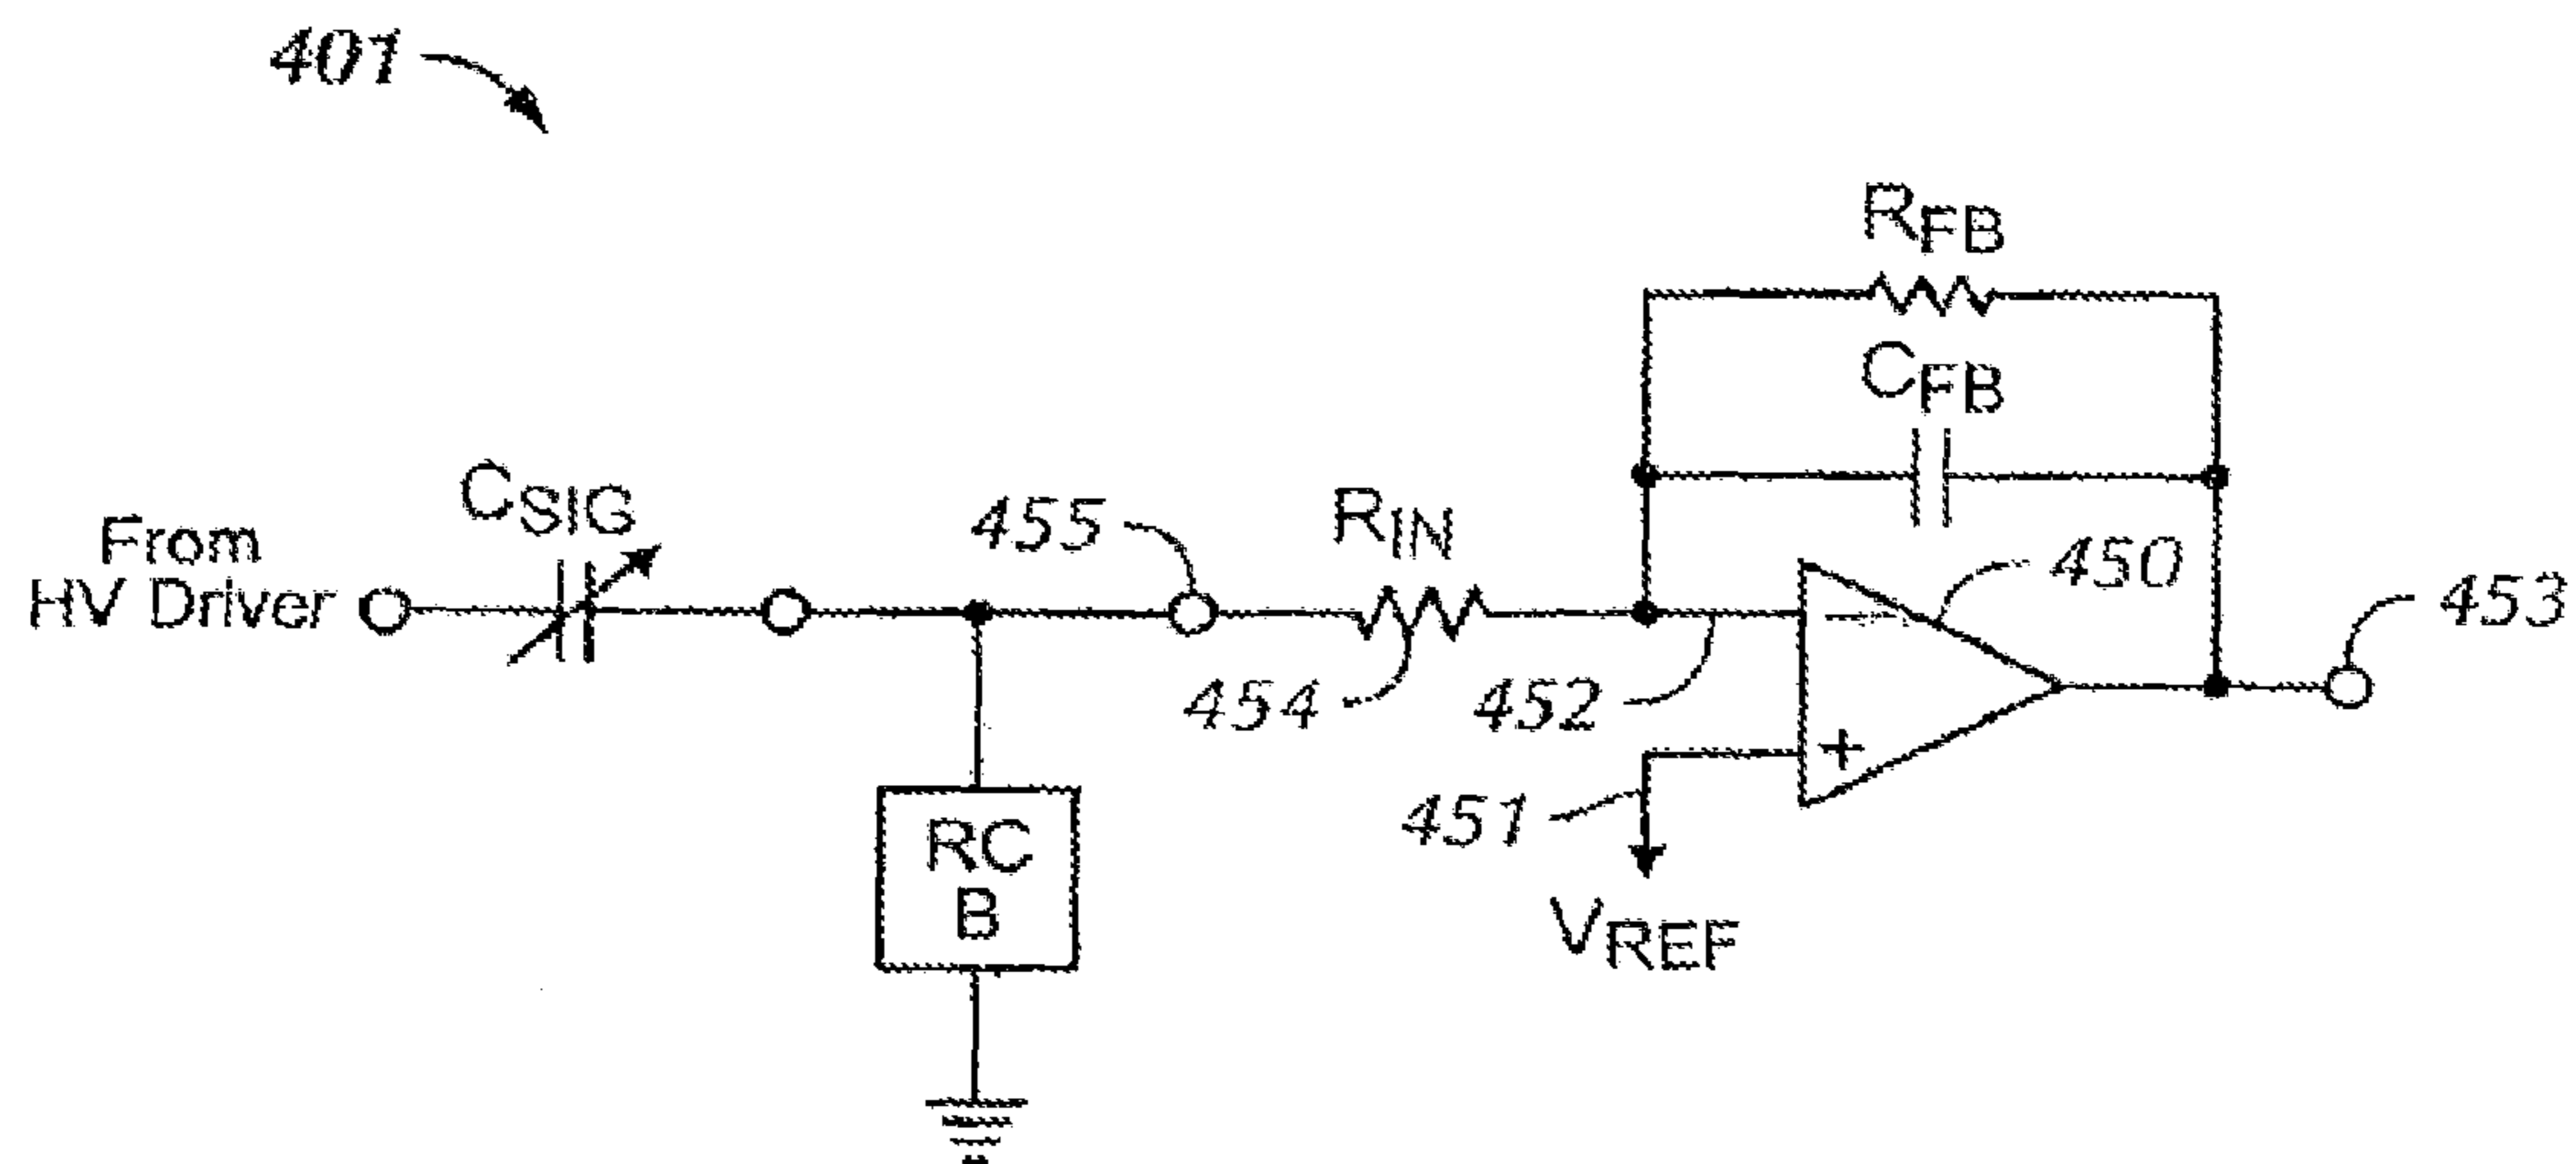 401
RFB
CFB
CSIG
From
HV Driver
455
RIN
454
452
450
453
−
+
451
VREF
RC
B